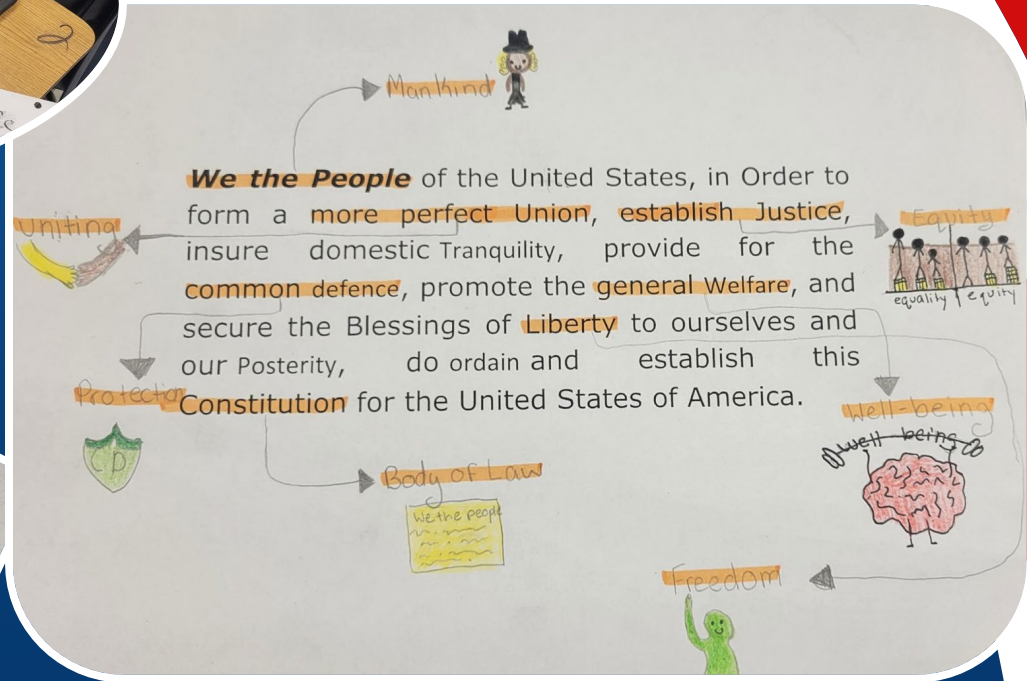 Mankind
We the People of the United States, in Order to
form a more perfect Union, establish Justice,
Uniting
Equity
insure domestic Tranquility, provide for the
common defence, promote the general Welfare, and
equality | equity
secure the Blessings of Liberty to ourselves and
our Posterity, do ordain and establish this
Protection
Constitution for the United States of America.
Well-being
well-being
CP
Body of Law
We the people
Freedom